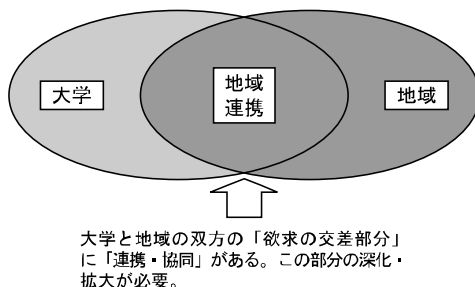 大学
地域
連携
地域
大学と地域の双方の「欲求の交差部分」
に「連携・協同」がある。この部分の深化・
拡大が必要。